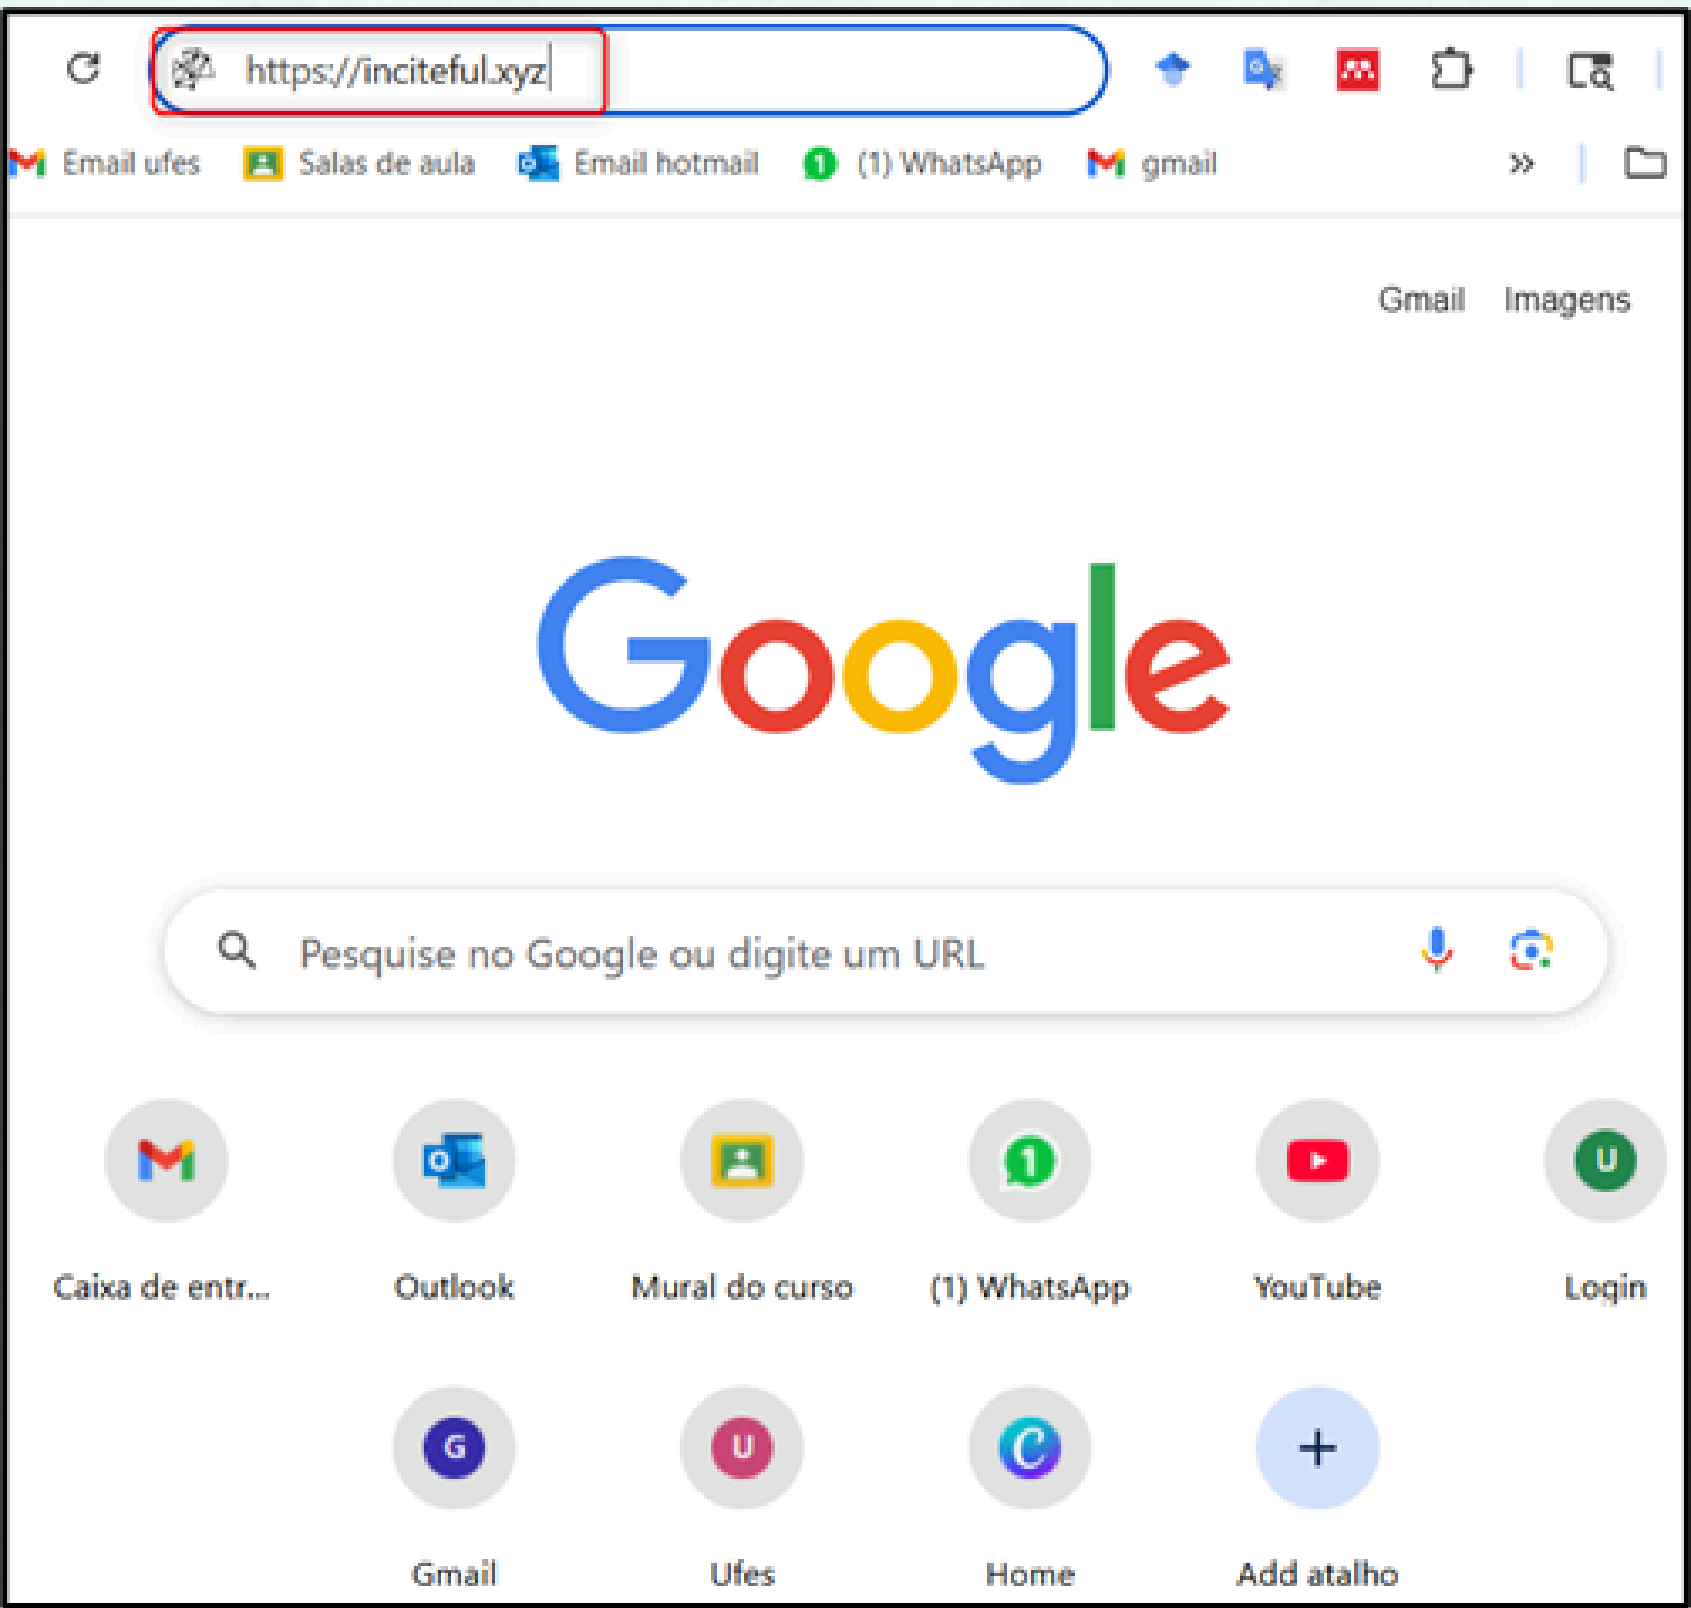 https://inciteful.xyz
Email ufes Salas de aula Email hotmail (1) WhatsApp gmail »
Gmail Imagens
Google
Pesquise no Google ou digite um URL
Caixa de entr... Outlook Mural do curso (1) WhatsApp YouTube Login
Gmail Ufes Home Add atalho